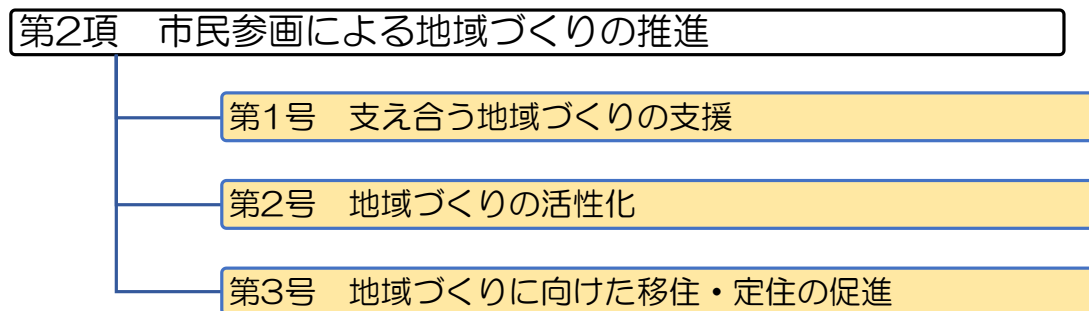 第2項　市民参画による地域づくりの推進
第1号　支え合う地域づくりの支援
第2号　地域づくりの活性化
第3号　地域づくりに向けた移住・定住の促進